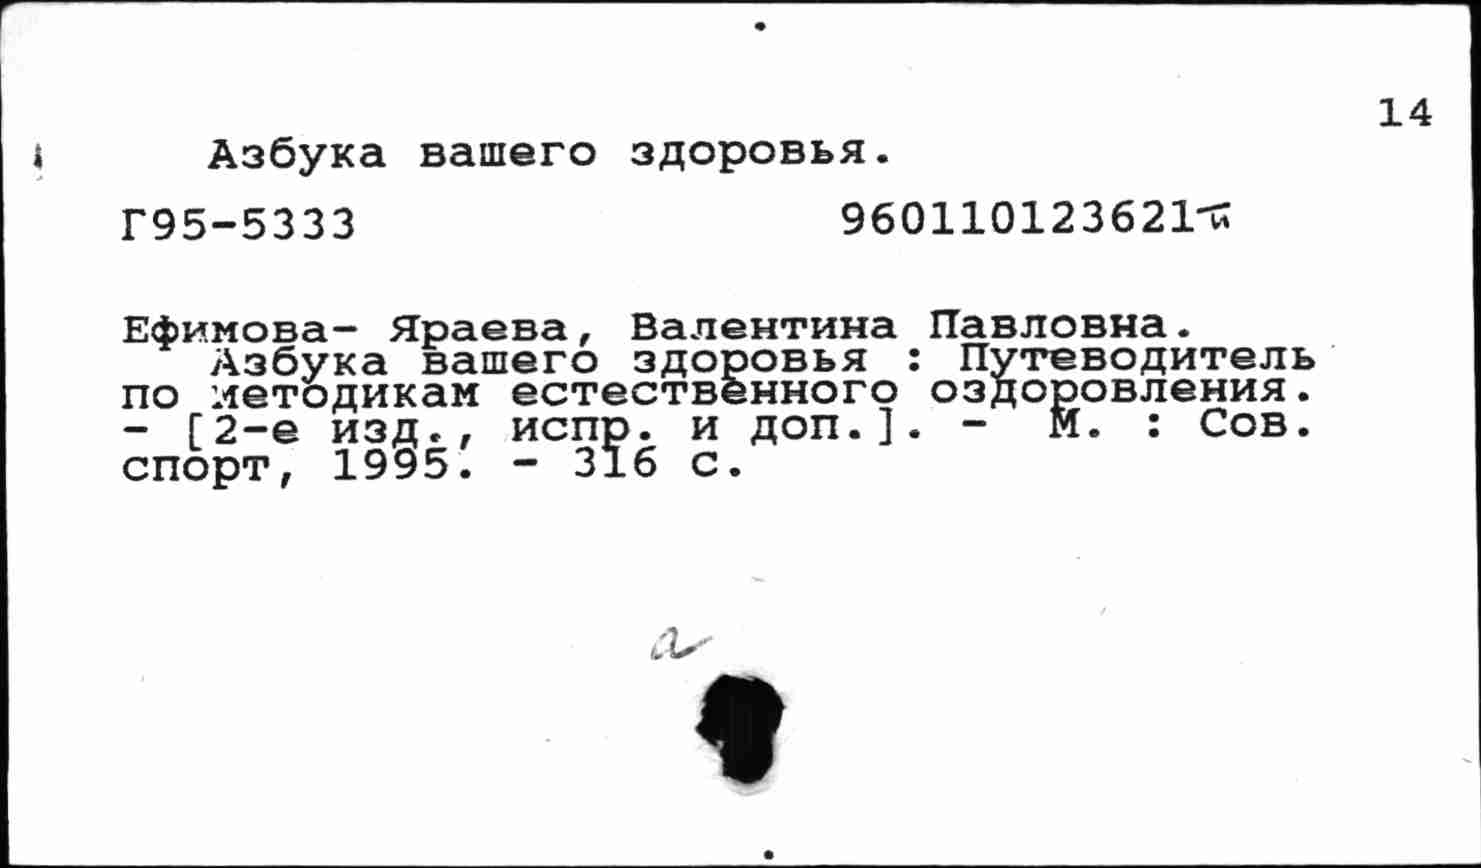 14
Азбука вашего здоровья.
Г95-5333 960110123621
Ефимова- Яраева, Валентина Павловна.
Азбука вашего здоровья : Путеводитель
по методикам естественного оздоровления.
- [2-е изд., испр. и доп.]. - М. : Сов.
спорт, 1995. - 316 с.
а